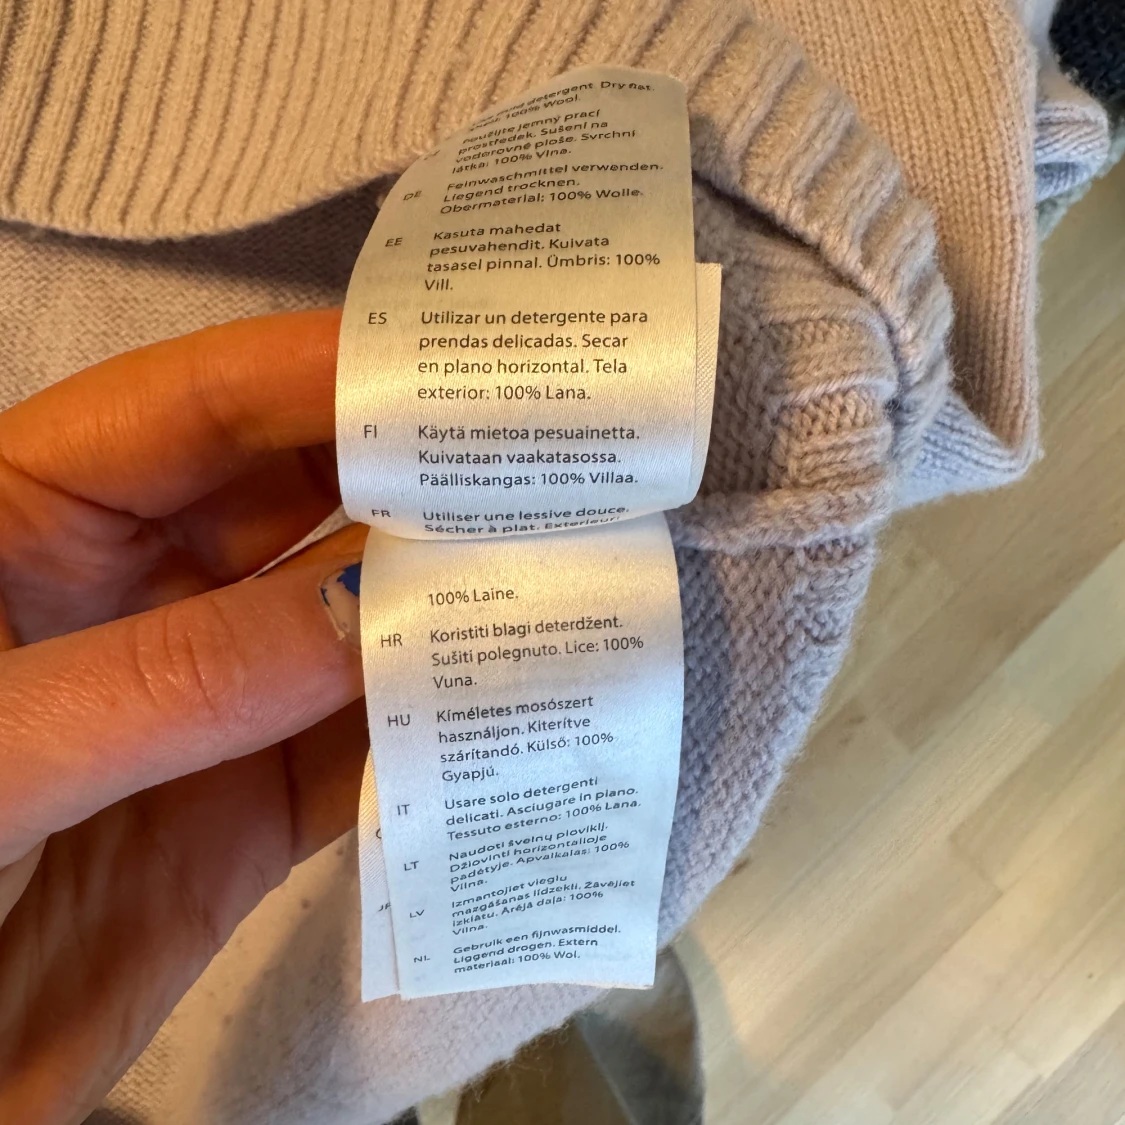 detergent. Dry flat.
100% Wool.
použijte jemný prací
prostředek. Sušení na
vodorovné ploše. Svrchní
látka: 100% Vlna.
DE Feinwaschmittel verwenden.
Liegend trocknen.
Obermaterial: 100% Wolle.
EE Kasuta mahedat
pesuvahendit. Kuivata
tasasel pinnal. Ümbris: 100%
Vill.
ES Utilizar un detergente para
prendas delicadas. Secar
en plano horizontal. Tela
exterior: 100% Lana.
FI Käytä mietoa pesuainetta.
Kuivataan vaakatasossa.
Päälliskangas: 100% Villaa.
FR Utiliser une lessive douce.
Sécher à plat. Exterieur:
100% Laine.
HR Koristiti blagi deterdžent.
Sušiti polegnuto. Lice: 100%
Vuna.
HU Kíméletes mosószert
használjon. Kiterítve
szárítandó. Külső: 100%
Gyapjú.
IT Usare solo detergenti
delicati. Asciugare in piano.
Tessuto esterno: 100% Lana.
LT Naudoti švelnų ploviklį.
Džiovinti horizontalioje
padėtyje. Apvalkalas: 100%
Vilna.
LV Izmantojiet vieglu
mazgāšanas līdzekli. Žāvējiet
izklātu. Ārējā daļa: 100%
Vilna.
NL Gebruik een fijnwasmiddel.
Liggend drogen. Extern
materiaal: 100% Wol.